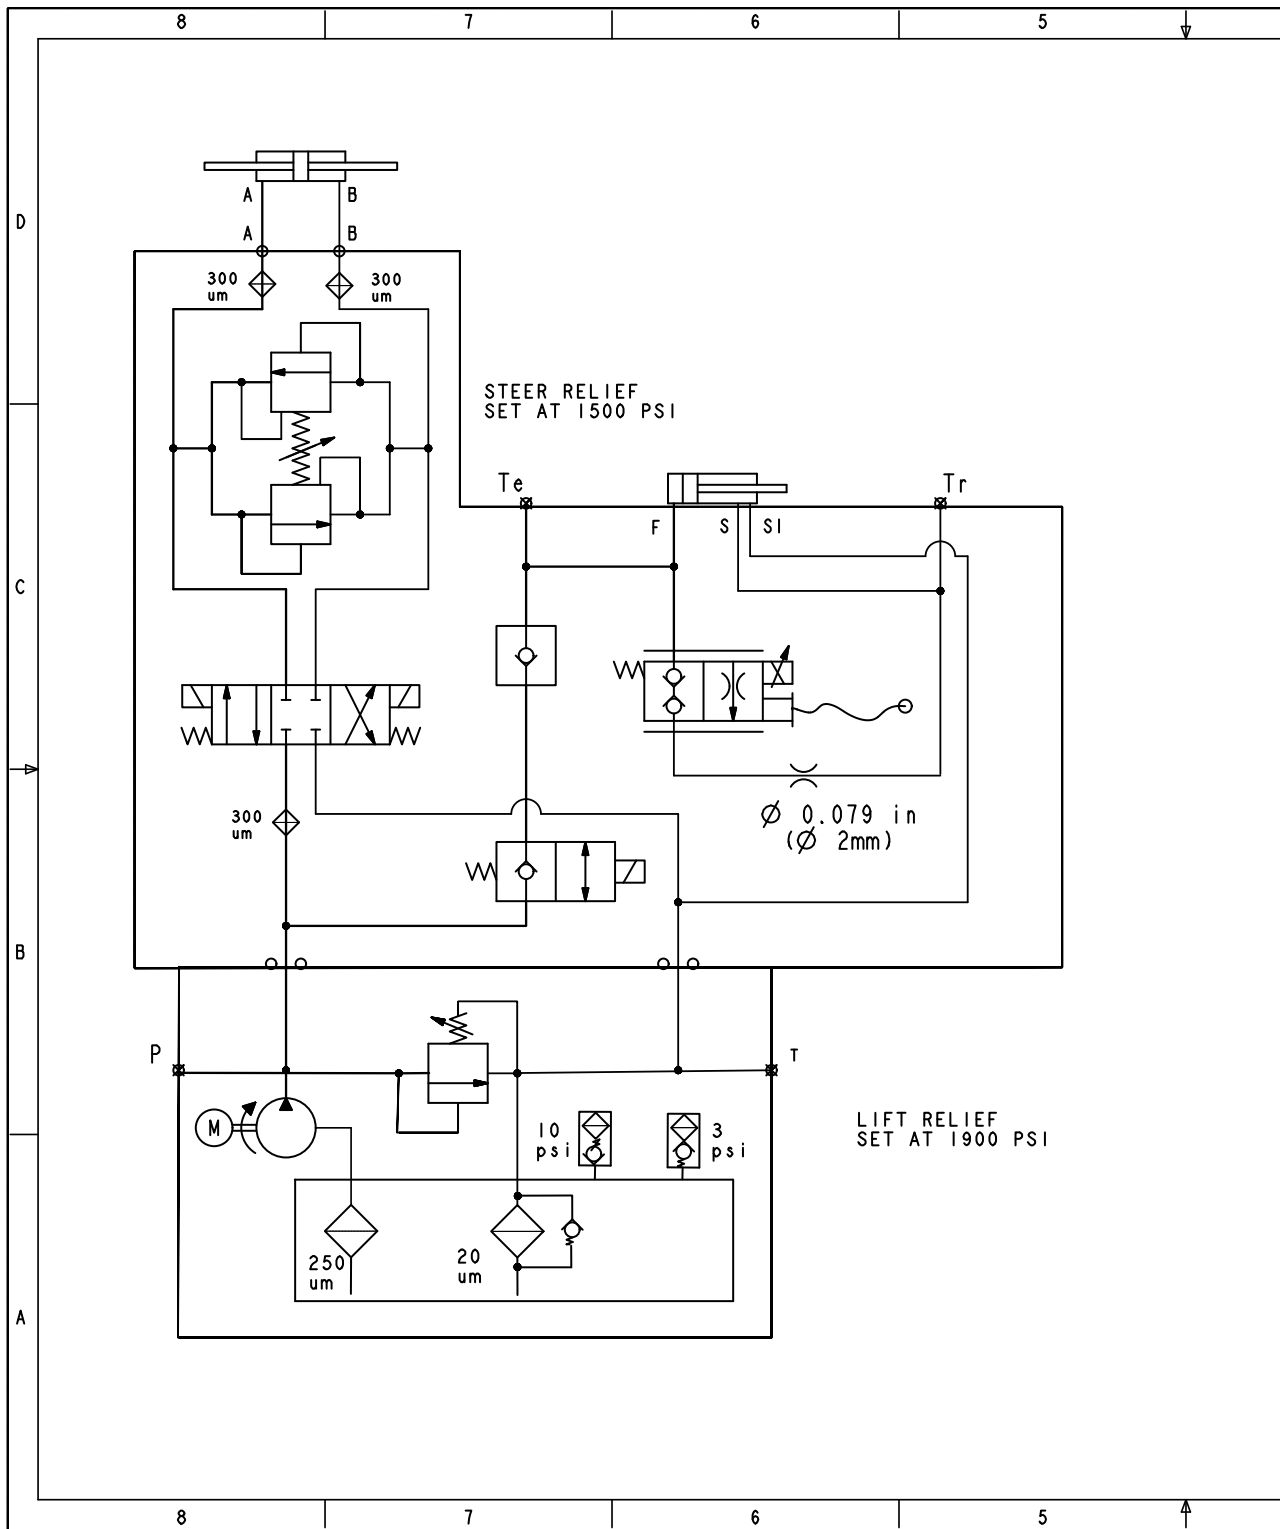 8 7 6 5
A B
D
A B
300 um
300 um
STEER RELIEF
SET AT 1500 PSI
Te
Tr
F S SI
C
300 um
Ø 0.079 in
(Ø 2mm)
B
P
T
M
10 psi
3 psi
LIFT RELIEF
SET AT 1900 PSI
250 um
20 um
A
8 7 6 5